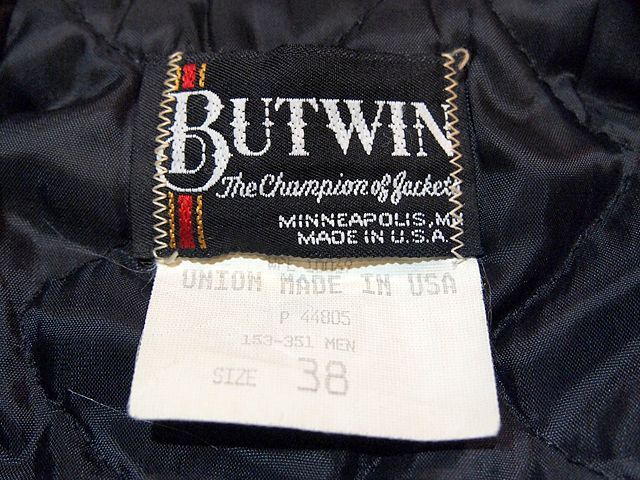 BUTWIN
The Champion of Jackets
MINNEAPOLIS, MN
MADE IN U.S.A.
UNION MADE IN USA
P 44805
153-351 MEN
SIZE 38